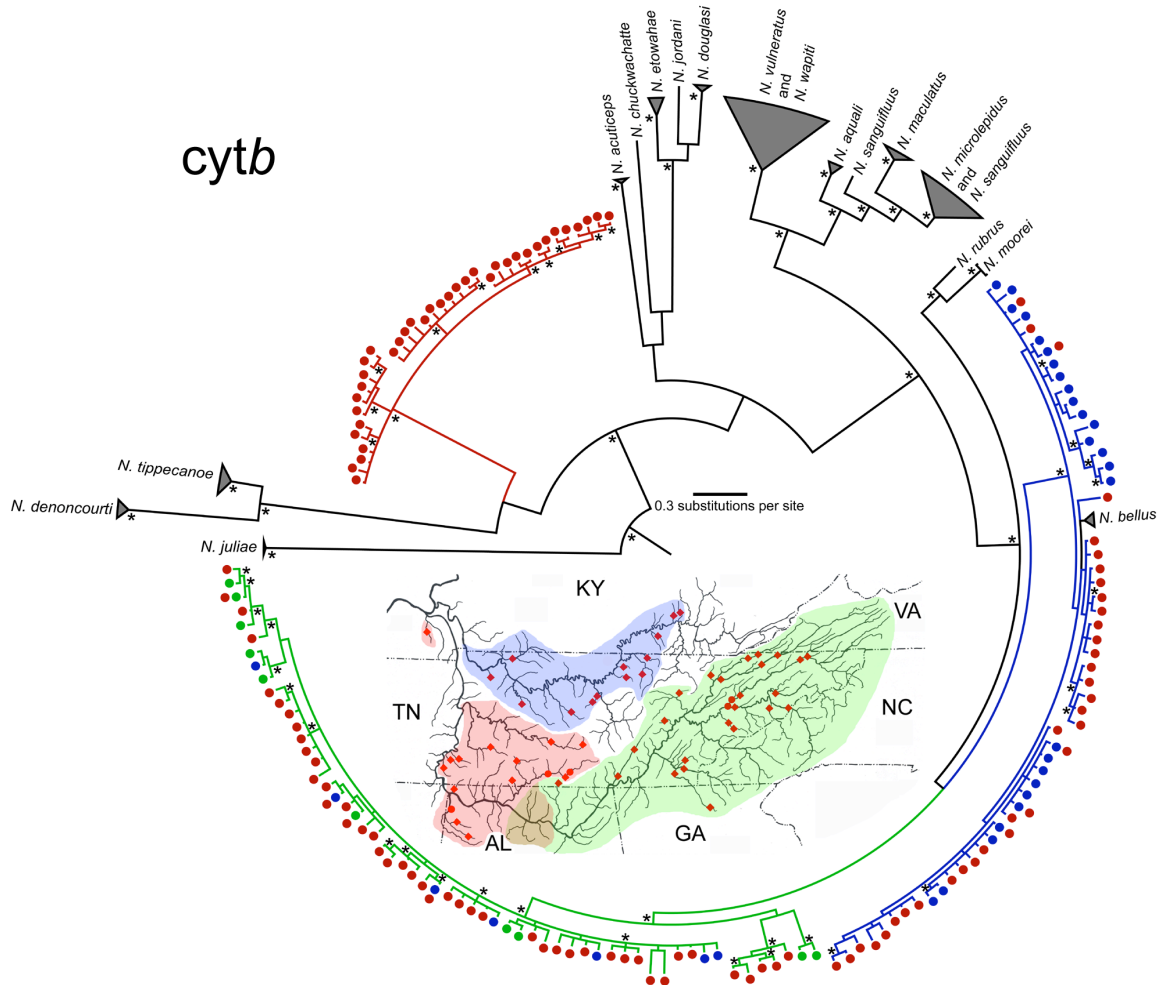 cytb
N. acuticeps
N. chuckwachatte
N. etowahae
N. jordani
N. douglasi
N. vulneratus
and
N. wapiti
N. aquali
N. sanguifluus
N. maculatus
N. microlepidus
and
N. sanguifluus
N. rubrus
N. moorei
N. tippecanoe
N. denoncourti
N. juliae
0.3 substitutions per site
N. bellus
KY
VA
TN
NC
AL
GA